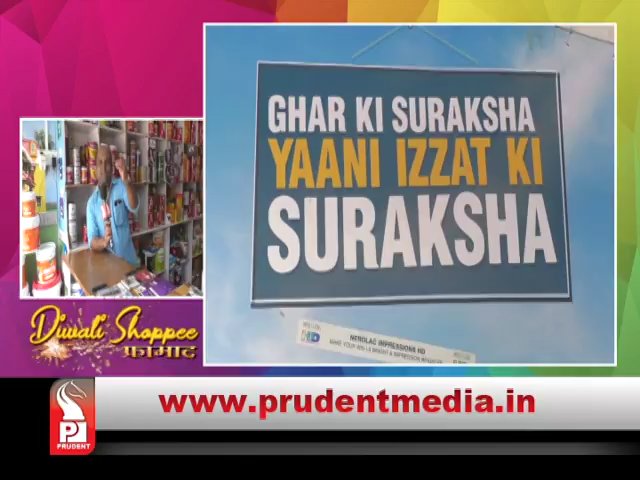 GHAR KI SURAKSHA
YAANI IZZAT KI
SURAKSHA
NEROLAC IMPRESSIONS HD
Diwali Shoppee
फ्रामाद
www.prudentmedia.in
PRUDENT